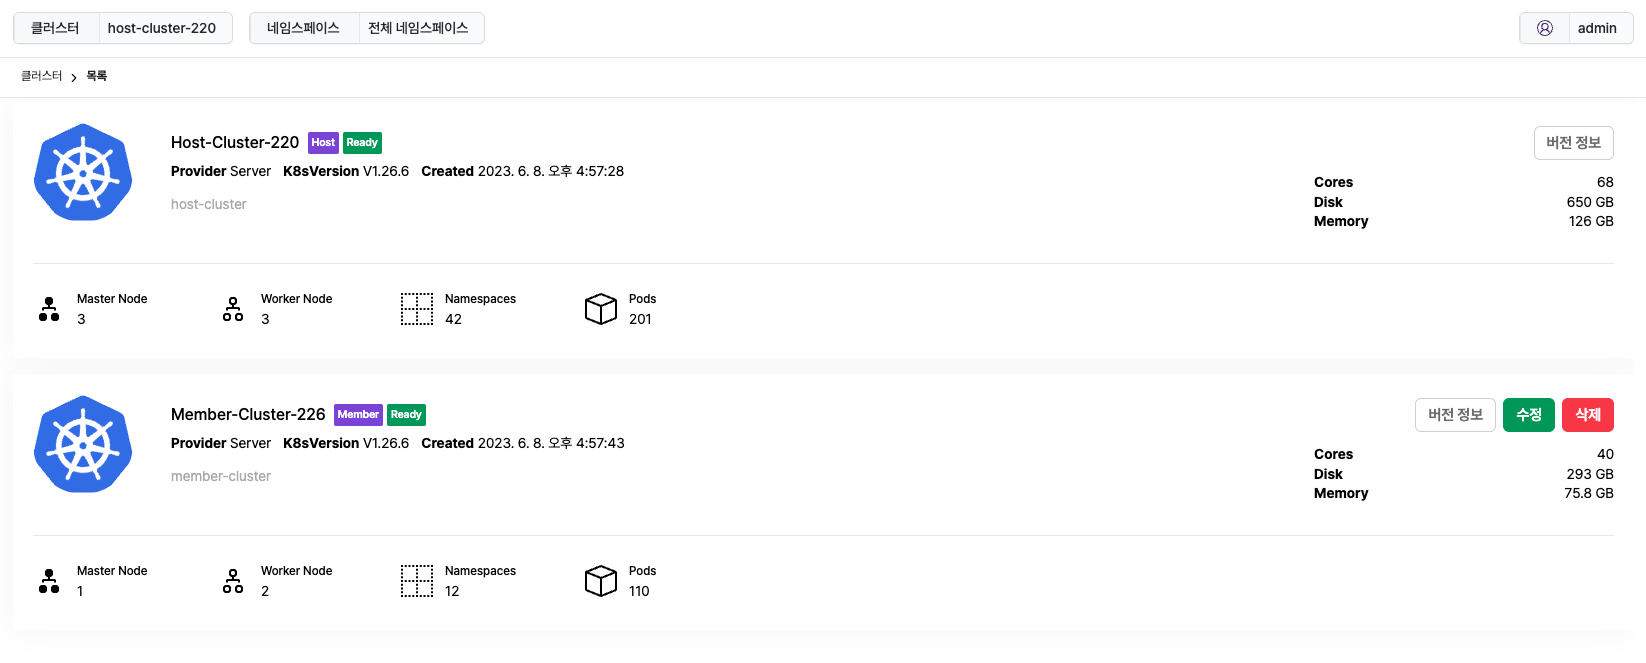 클러스터 host-cluster-220 네임스페이스 전체 네임스페이스 admin
클러스터 > 목록
Host-Cluster-220 Host Ready 버전 정보
Provider Server K8sVersion V1.26.6 Created 2023. 6. 8. 오후 4:57:28
Cores 68
host-cluster
Disk 650 GB
Memory 126 GB
Master Node Worker Node Namespaces Pods
3 3 42 201
Member-Cluster-226 Member Ready 버전 정보 수정 삭제
Provider Server K8sVersion V1.26.6 Created 2023. 6. 8. 오후 4:57:43
Cores 40
member-cluster
Disk 293 GB
Memory 75.8 GB
Master Node Worker Node Namespaces Pods
1 2 12 110